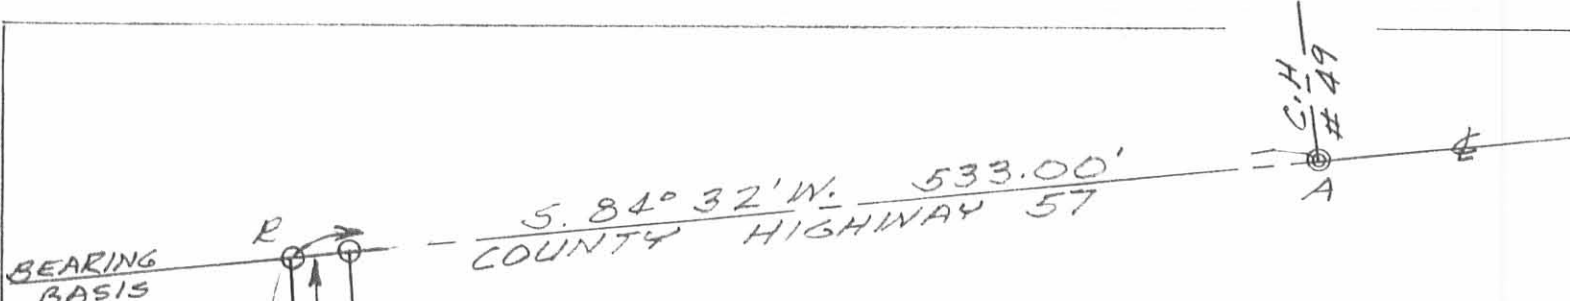 C.H.
# 49
S. 84° 32' W. 533.00'
COUNTY HIGHWAY 57
A
℄
R
BEARING
BASIS